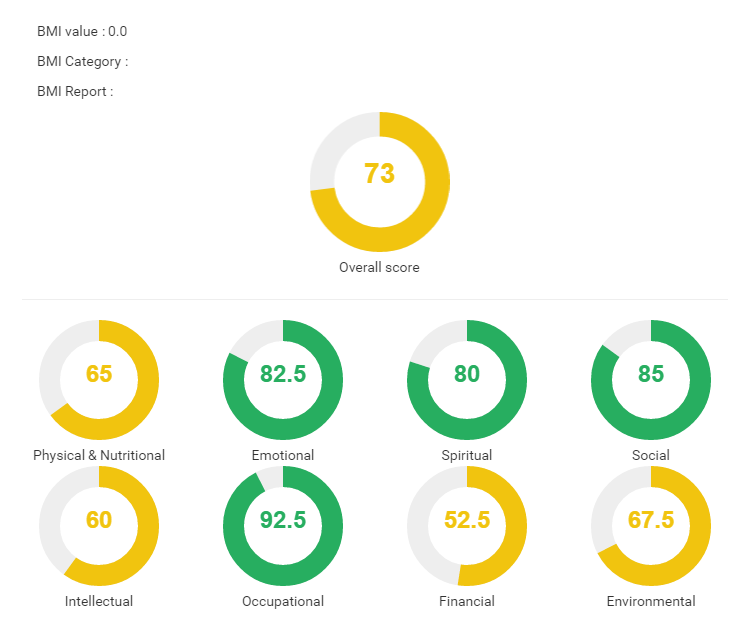 BMI value : 0.0
BMI Category :
BMI Report :
73
Overall score
65 82.5 80 85
Physical & Nutritional Emotional Spiritual Social
60 92.5 52.5 67.5
Intellectual Occupational Financial Environmental